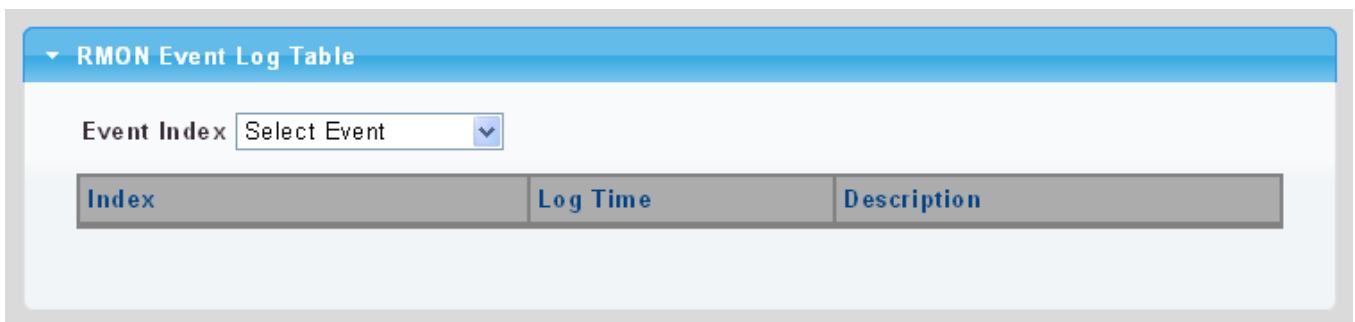 RMON Event Log Table
Event Index Select Event
Index Log Time Description